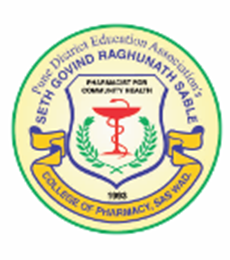 Pune District Education Association's
SETH GOVIND RAGHUNATH SABLE
PHARMACIST FOR
COMMUNITY HEALTH
1993
COLLEGE OF PHARMACY, SASWAD.